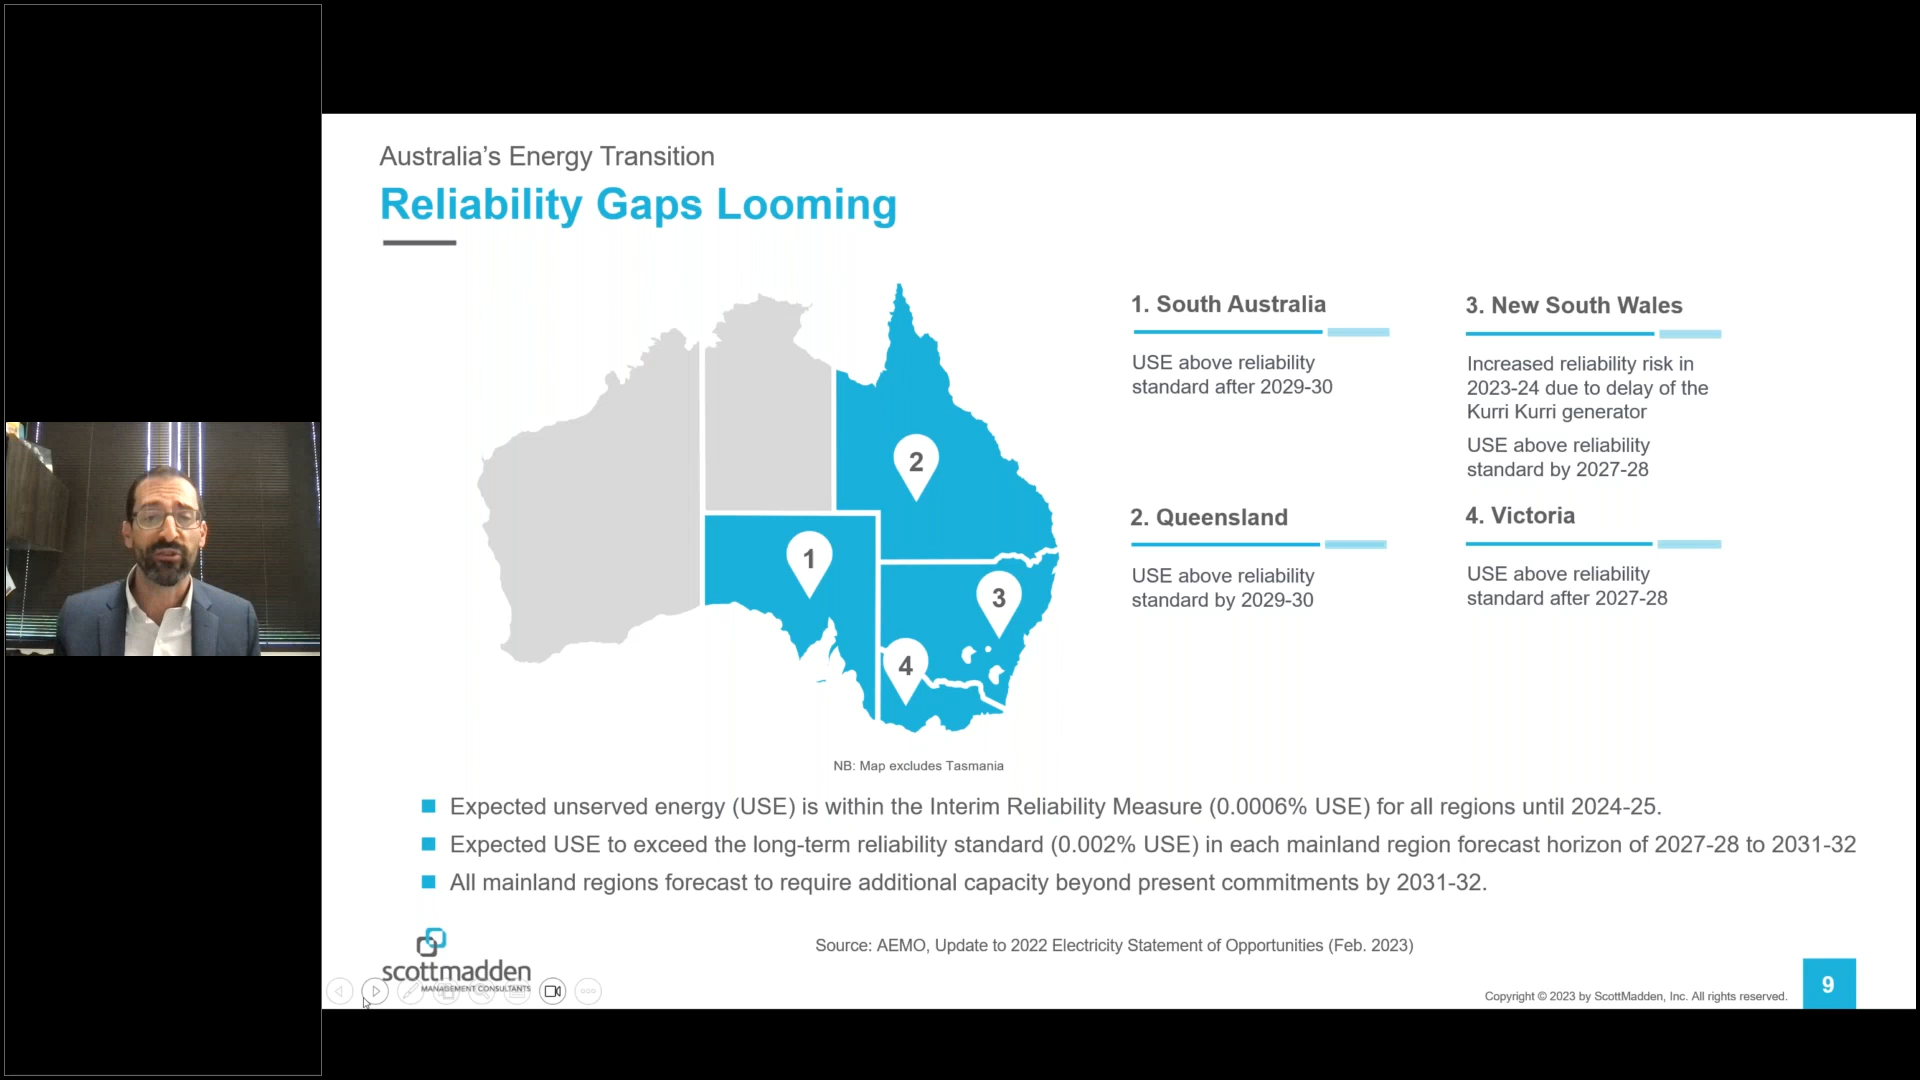 Australia's Energy Transition
Reliability Gaps Looming
1. South Australia
USE above reliability
standard after 2029-30
2. Queensland
USE above reliability
standard by 2029-30
3. New South Wales
Increased reliability risk in
2023-24 due to delay of the
Kurri Kurri generator
USE above reliability
standard by 2027-28
4. Victoria
USE above reliability
standard after 2027-28
2
1
3
4
NB: Map excludes Tasmania
Expected unserved energy (USE) is within the Interim Reliability Measure (0.0006% USE) for all regions until 2024-25.
Expected USE to exceed the long-term reliability standard (0.002% USE) in each mainland region forecast horizon of 2027-28 to 2031-32
All mainland regions forecast to require additional capacity beyond present commitments by 2031-32.
Source: AEMO, Update to 2022 Electricity Statement of Opportunities (Feb. 2023)
scottmadden
MANAGEMENT CONSULTANTS
Copyright © 2023 by ScottMadden, Inc. All rights reserved.
9